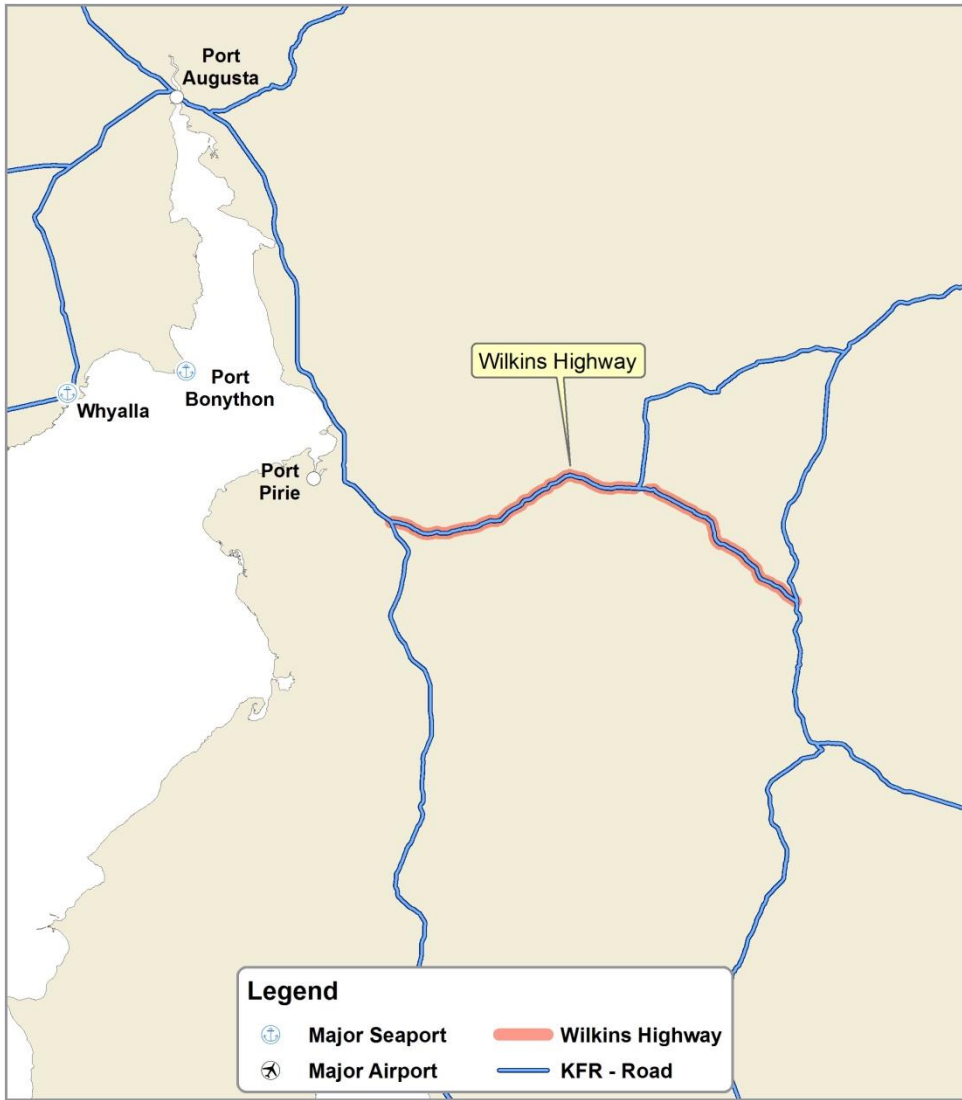 Port
Augusta
Wilkins Highway
Port
Bonython
Whyalla
Port
Pirie
Legend
Major Seaport
Wilkins Highway
Major Airport
KFR - Road